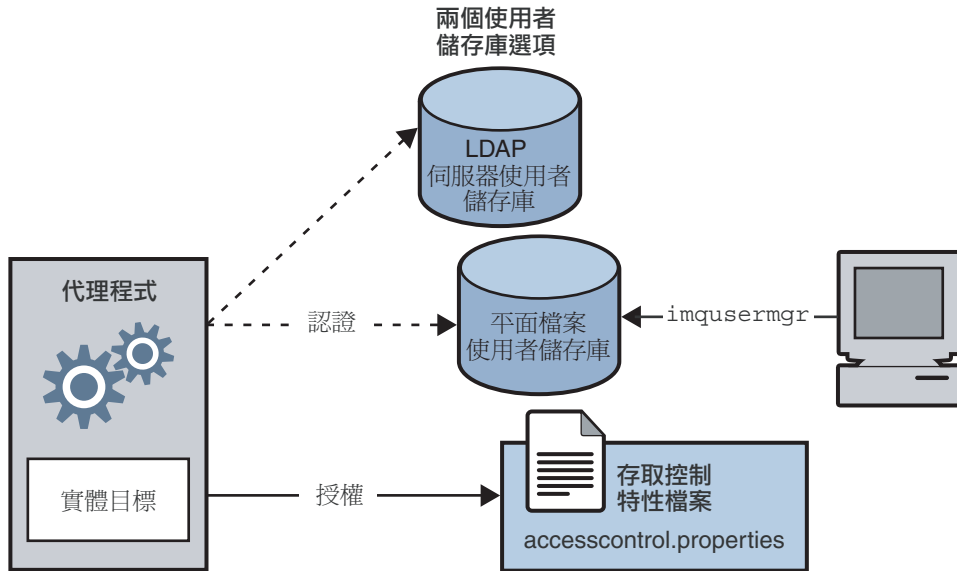 兩個使用者
儲存庫選項
LDAP
伺服器使用者
儲存庫
代理程式
認證
平面檔案
使用者儲存庫
imqusermgr
實體目標
授權
存取控制
特性檔案
accesscontrol.properties